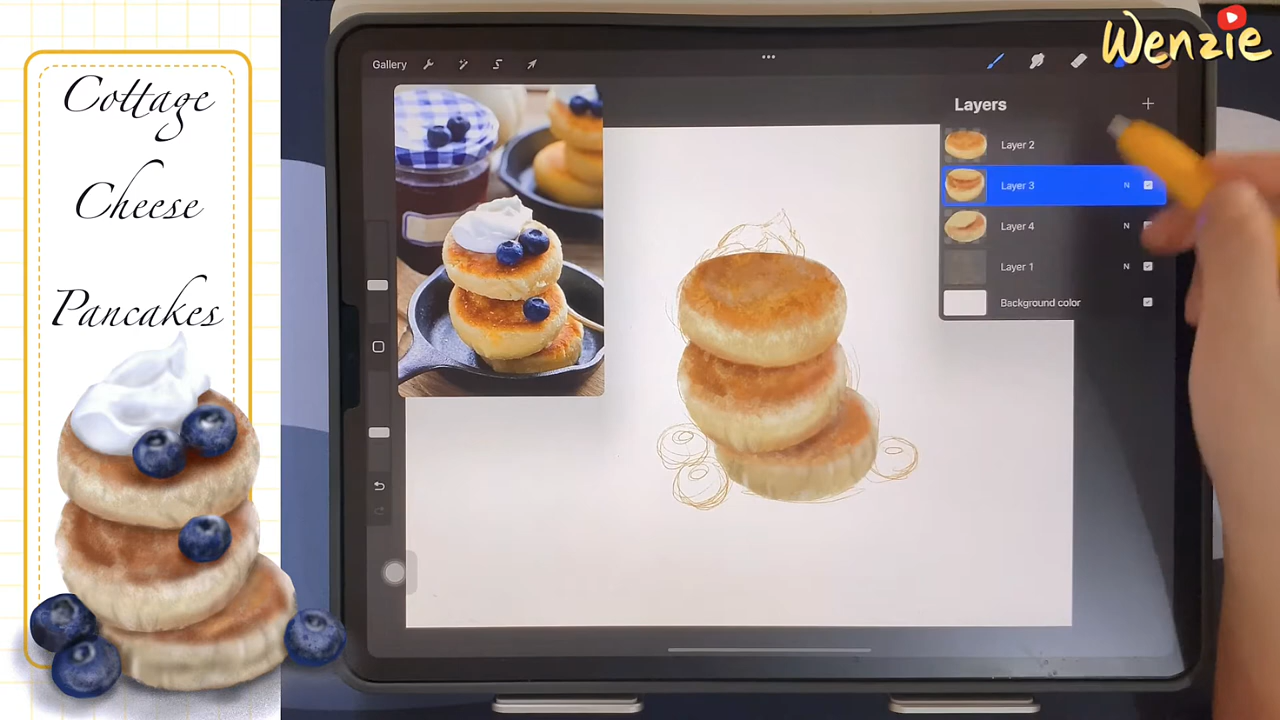 Cottage
Cheese
Pancakes
Wenzie
Gallery
Layers
Layer 2
Layer 3
N
Layer 4
N
Layer 1
N
Background color